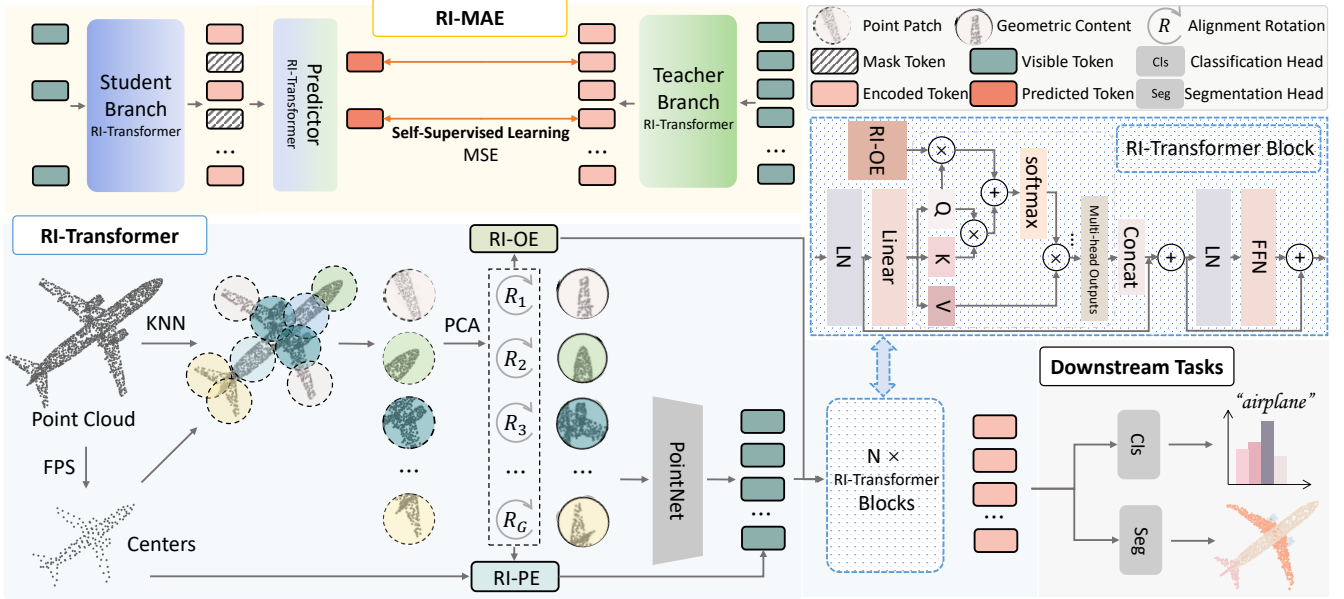 RI-MAE
Student
Branch
RI-Transformer
...
Predictor
RI-Transformer
Self-Supervised Learning
MSE
...
Teacher
Branch
RI-Transformer
...
Point Patch
Geometric Content
R
Alignment Rotation
Mask Token
Visible Token
Cls
Classification Head
Encoded Token
Predicted Token
Seg
Segmentation Head
RI-Transformer Block
RI-OE
×
softmax
+
LN
Linear
Q
K
V
×
×
...
Multi-head Outputs
Concat
+
LN
FFN
+
RI-Transformer
KNN
Point Cloud
FPS
Centers
PCA
...
RI-OE
R1
R2
R3
...
RG
RI-PE
...
PointNet
...
N ×
RI-Transformer
Blocks
...
Downstream Tasks
Cls
"airplane"
Seg